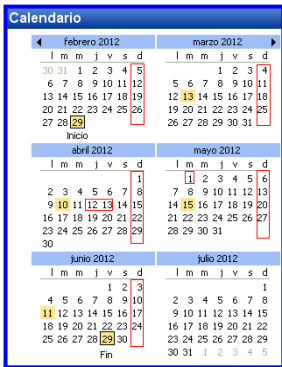 Calendario
febrero 2012
l m m j v s d
30 31 1 2 3 4 5
6 7 8 9 10 11 12
13 14 15 16 17 18 19
20 21 22 23 24 25 26
27 28 29
Inicio
marzo 2012
l m m j v s d
1 2 3 4
5 6 7 8 9 10 11
12 13 14 15 16 17 18
19 20 21 22 23 24 25
26 27 28 29 30 31
abril 2012
l m m j v s d
1
2 3 4 5 6 7 8
9 10 11 12 13 14 15
16 17 18 19 20 21 22
23 24 25 26 27 28 29
30
mayo 2012
l m m j v s d
1 2 3 4 5 6
7 8 9 10 11 12 13
14 15 16 17 18 19 20
21 22 23 24 25 26 27
28 29 30 31
junio 2012
l m m j v s d
1 2 3
4 5 6 7 8 9 10
11 12 13 14 15 16 17
18 19 20 21 22 23 24
25 26 27 28 29 30
Fin
julio 2012
l m m j v s d
1
2 3 4 5 6 7 8
9 10 11 12 13 14 15
16 17 18 19 20 21 22
23 24 25 26 27 28 29
30 31 1 2 3 4 5